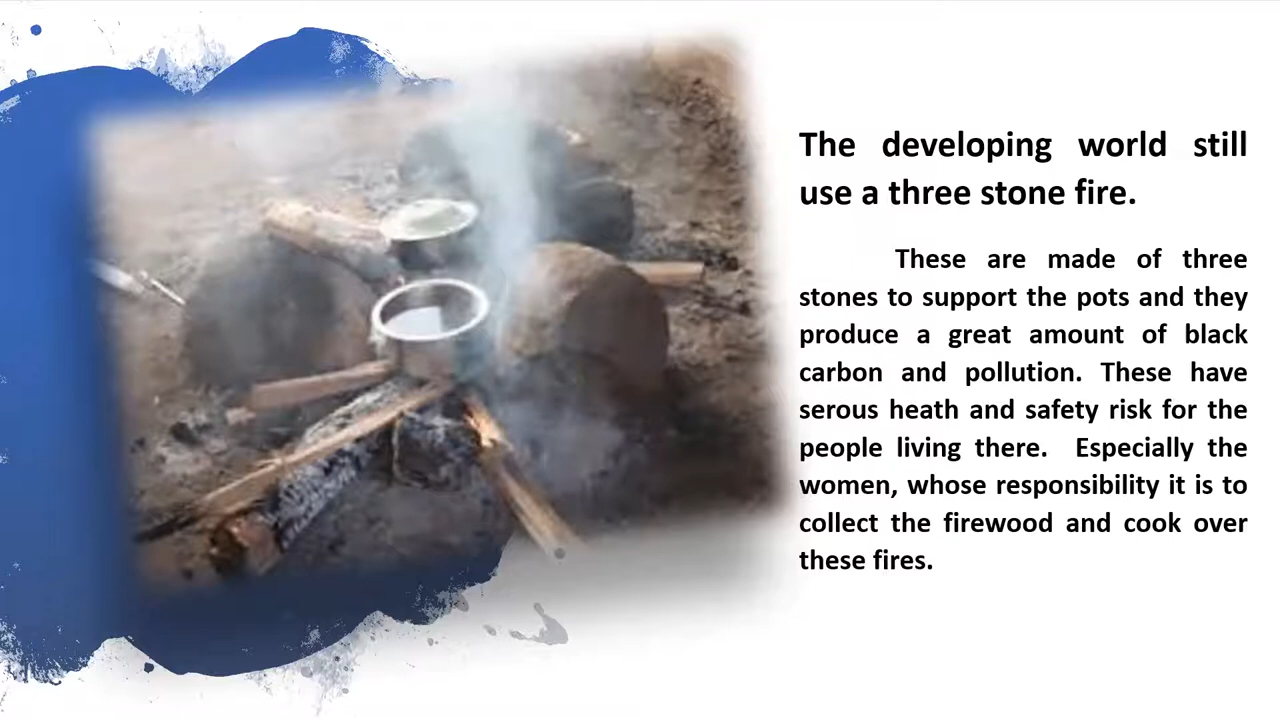 The developing world still
use a three stone fire.
These are made of three
stones to support the pots and they
produce a great amount of black
carbon and pollution. These have
serous heath and safety risk for the
people living there. Especially the
women, whose responsibility it is to
collect the firewood and cook over
these fires.